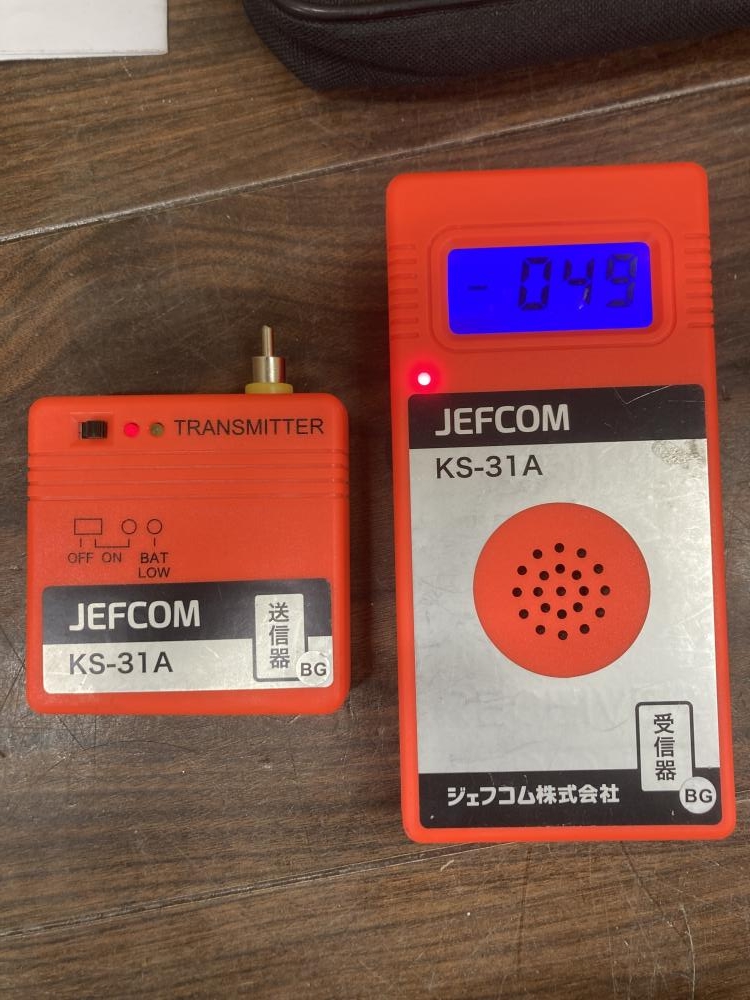 TRANSMITTER
OFF ON BAT
LOW
JEFCOM
KS-31A
送信器
BG
- 049
JEFCOM
KS-31A
受信器
ジェフコム株式会社
BG